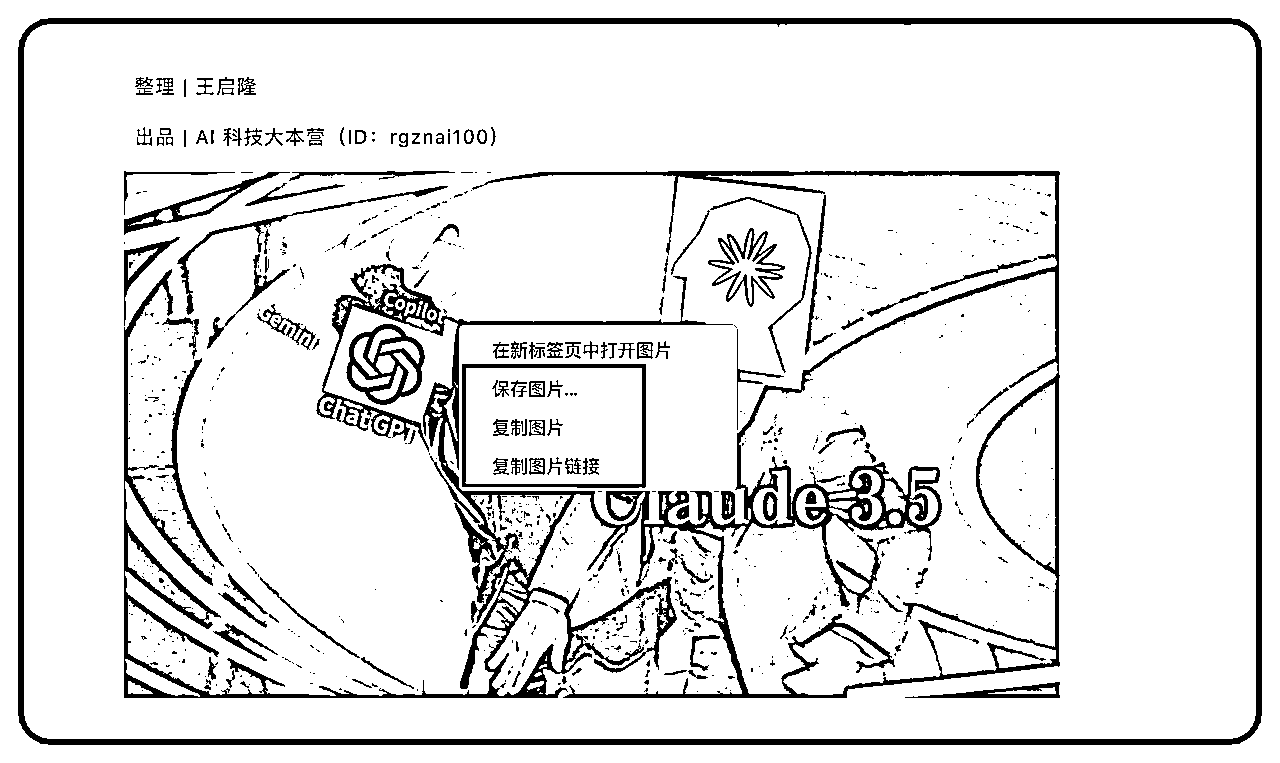 整理 | 王启隆
出品 | AI 科技大本营（ID：rgznai100）
Copilot
Gemini
ChatGPT
在新标签页中打开图片
保存图片...
复制图片
复制图片链接
Claude 3.5